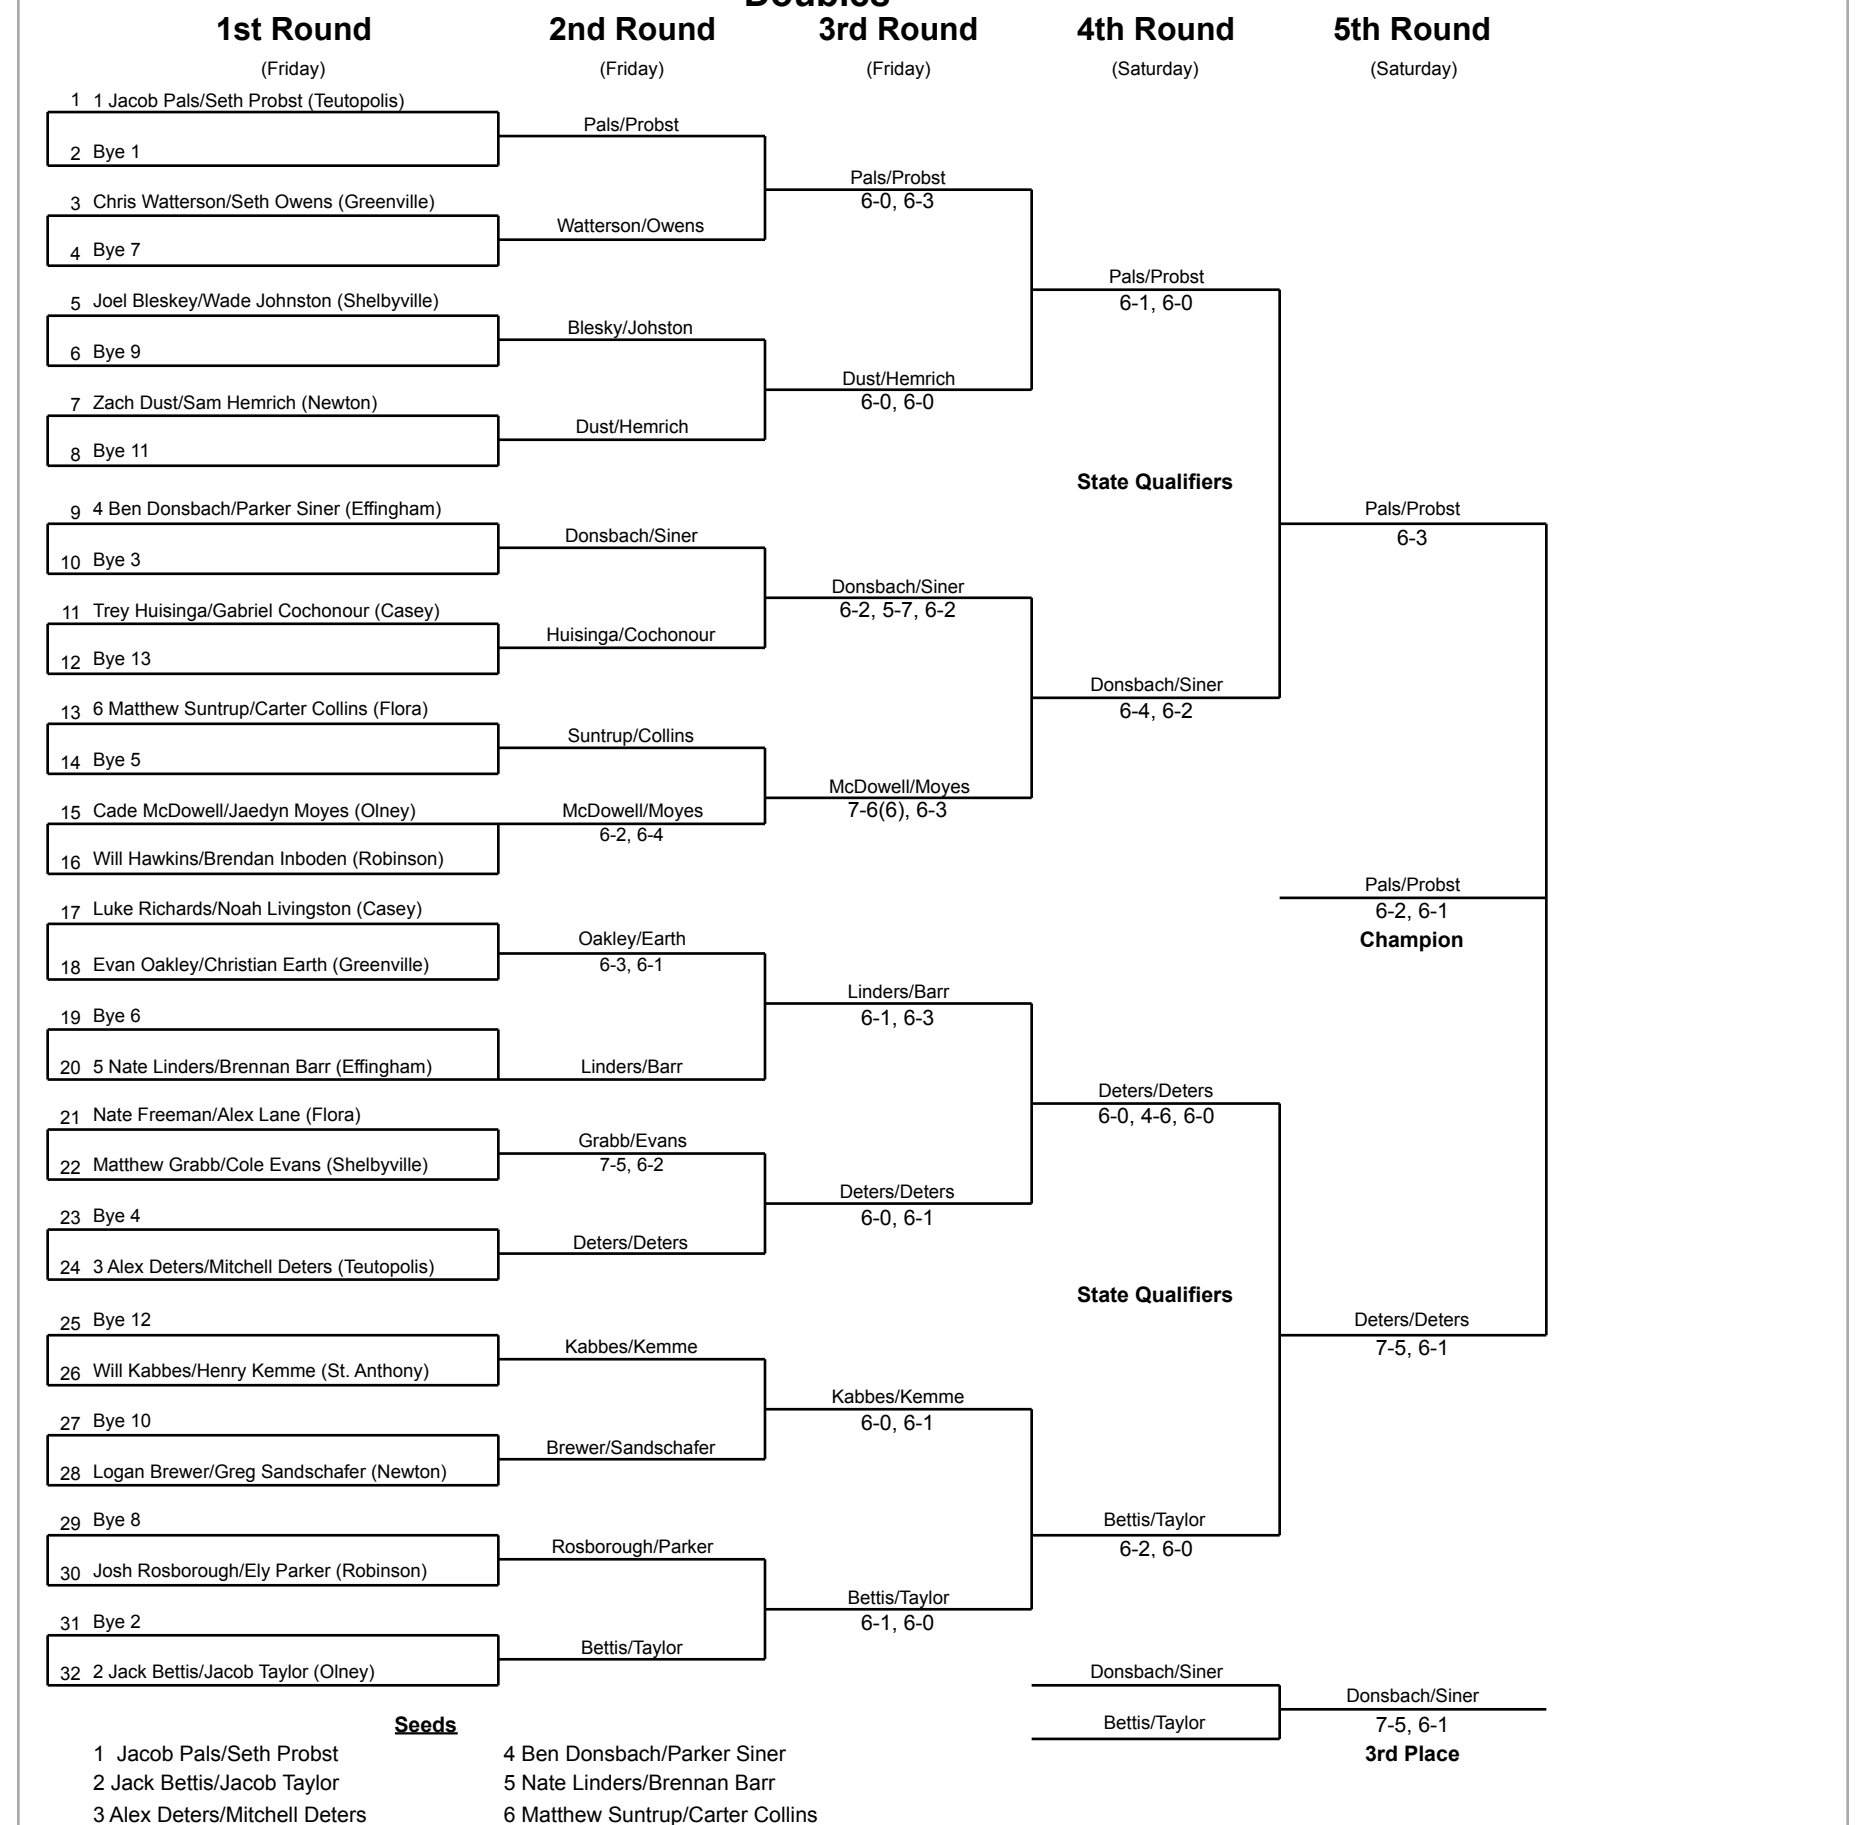 Doubles
1st Round 2nd Round 3rd Round 4th Round 5th Round
(Friday) (Friday) (Friday) (Saturday) (Saturday)
1 1 Jacob Pals/Seth Probst (Teutopolis)
Pals/Probst
2 Bye 1
Pals/Probst
6-0, 6-3
3 Chris Watterson/Seth Owens (Greenville)
Watterson/Owens
4 Bye 7
Pals/Probst
6-1, 6-0
5 Joel Bleskey/Wade Johnston (Shelbyville)
Blesky/Johston
6 Bye 9
Dust/Hemrich
6-0, 6-0
7 Zach Dust/Sam Hemrich (Newton)
Dust/Hemrich
8 Bye 11
State Qualifiers
Pals/Probst
6-3
9 4 Ben Donsbach/Parker Siner (Effingham)
Donsbach/Siner
10 Bye 3
Donsbach/Siner
6-2, 5-7, 6-2
11 Trey Huisinga/Gabriel Cochonour (Casey)
Huisinga/Cochonour
12 Bye 13
Donsbach/Siner
6-4, 6-2
13 6 Matthew Suntrup/Carter Collins (Flora)
Suntrup/Collins
14 Bye 5
McDowell/Moyes
7-6(6), 6-3
15 Cade McDowell/Jaedyn Moyes (Olney)
McDowell/Moyes
6-2, 6-4
16 Will Hawkins/Brendan Inboden (Robinson)
Pals/Probst
6-2, 6-1
Champion
17 Luke Richards/Noah Livingston (Casey)
Oakley/Earth
6-3, 6-1
18 Evan Oakley/Christian Earth (Greenville)
Linders/Barr
6-1, 6-3
19 Bye 6
Linders/Barr
20 5 Nate Linders/Brennan Barr (Effingham)
Deters/Deters
6-0, 4-6, 6-0
21 Nate Freeman/Alex Lane (Flora)
Grabb/Evans
7-5, 6-2
22 Matthew Grabb/Cole Evans (Shelbyville)
Deters/Deters
6-0, 6-1
23 Bye 4
Deters/Deters
24 3 Alex Deters/Mitchell Deters (Teutopolis)
State Qualifiers
Deters/Deters
7-5, 6-1
25 Bye 12
Kabbes/Kemme
26 Will Kabbes/Henry Kemme (St. Anthony)
Kabbes/Kemme
6-0, 6-1
27 Bye 10
Brewer/Sandschafer
28 Logan Brewer/Greg Sandschafer (Newton)
Bettis/Taylor
6-2, 6-0
29 Bye 8
Rosborough/Parker
30 Josh Rosborough/Ely Parker (Robinson)
Bettis/Taylor
6-1, 6-0
31 Bye 2
Bettis/Taylor
32 2 Jack Bettis/Jacob Taylor (Olney)
Donsbach/Siner
Bettis/Taylor
Donsbach/Siner
7-5, 6-1
3rd Place
Seeds
1 Jacob Pals/Seth Probst
2 Jack Bettis/Jacob Taylor
3 Alex Deters/Mitchell Deters
4 Ben Donsbach/Parker Siner
5 Nate Linders/Brennan Barr
6 Matthew Suntrup/Carter Collins